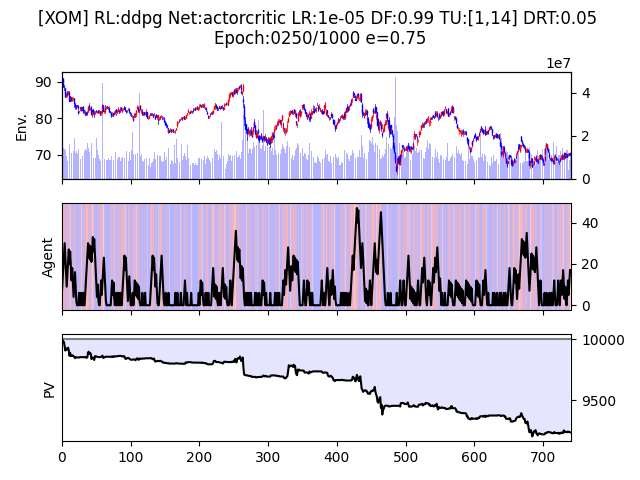 [XOM] RL:ddpg Net:actorcritic LR:1e-05 DF:0.99 TU:[1,14] DRT:0.05
Epoch:0250/1000 e=0.75
1e7
90
80
70
Env.
4
2
0
Agent
40
20
0
PV
10000
9500
0 100 200 300 400 500 600 700